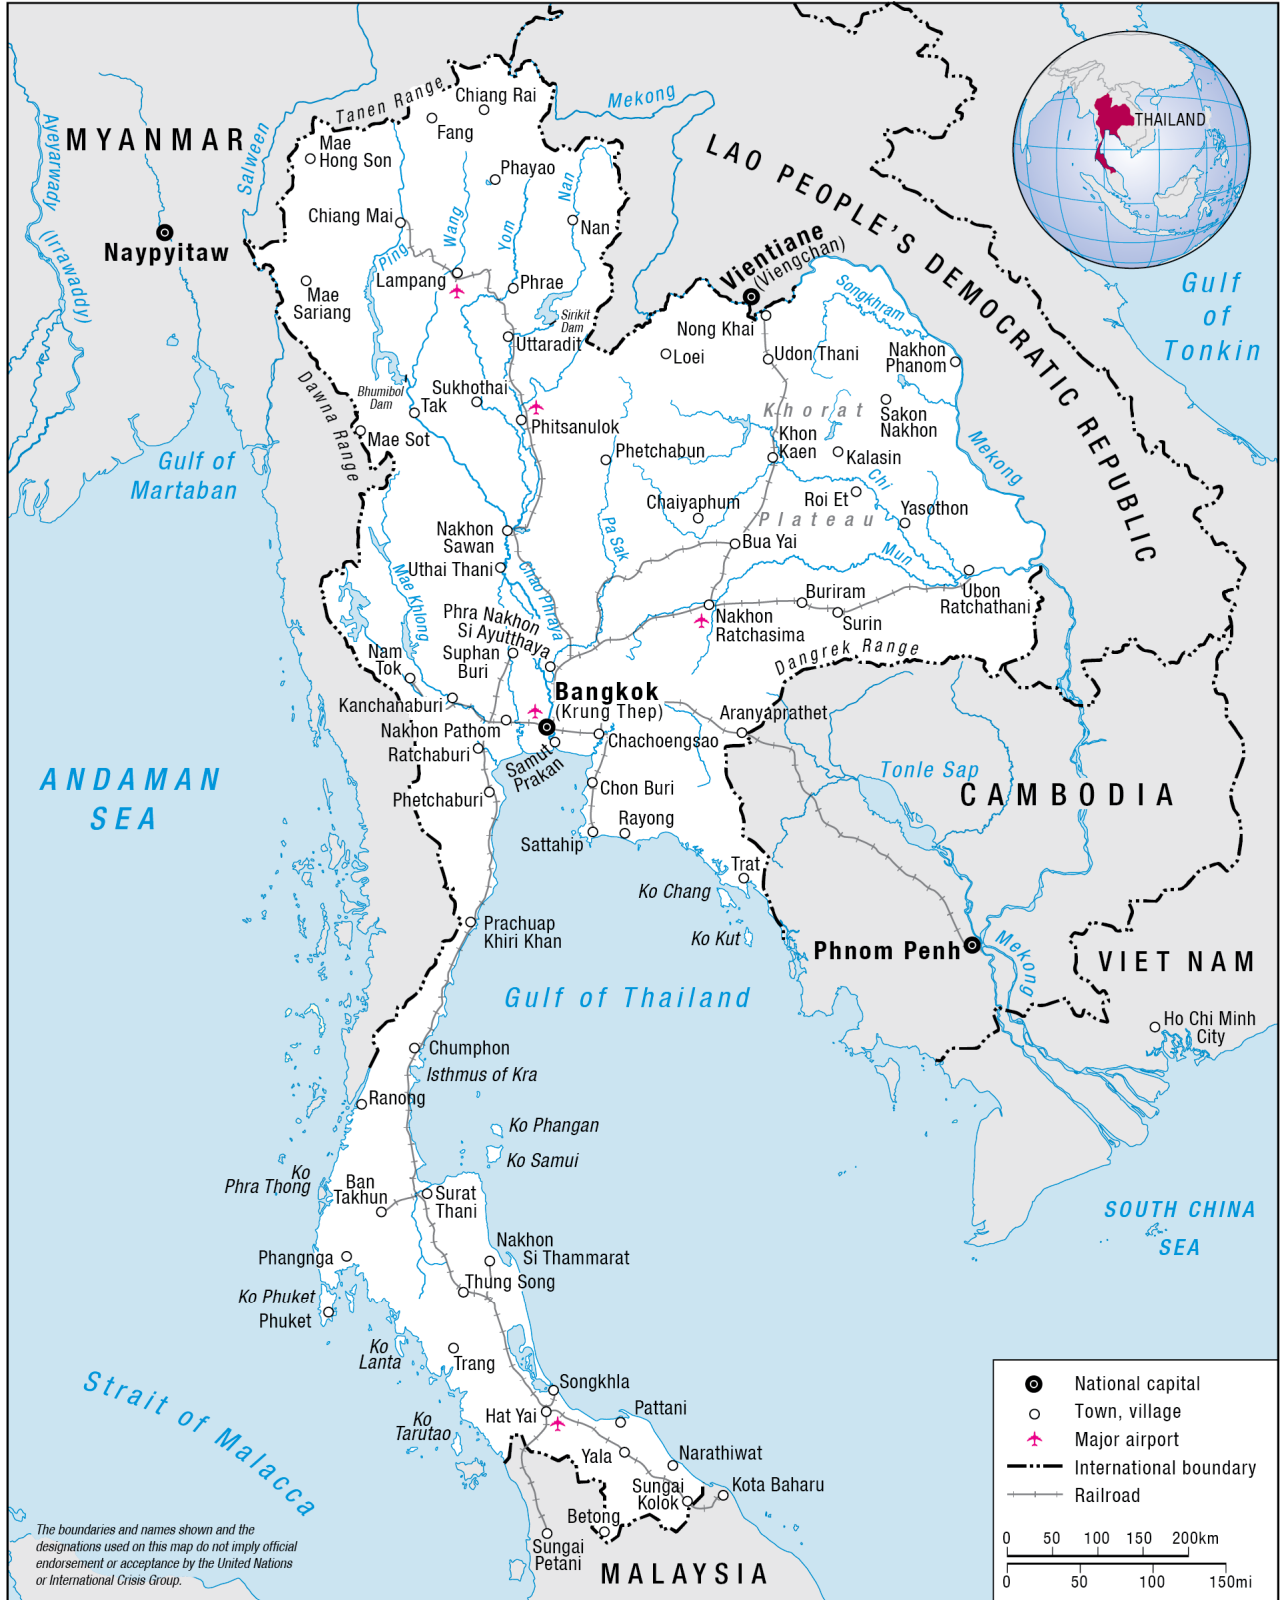 Chiang Rai
Tanen Range
Fang
Mekong
MYANMAR
Salween
Ayeyarwady
(Irrawaddy)
Mae
Hong Son
Phayao
Nan
LAO PEOPLE'S DEMOCRATIC REPUBLIC
THAILAND
Chiang Mai
Wang
Yom
Nan
Naypyitaw
Ping
Lampang
Phrae
Vientiane
(Viengchan)
Gulf
of
Tonkin
Mae
Sariang
Sirikit
Dam
Uttaradit
Songkhram
Nong Khai
Loei
Udon Thani
Nakhon
Phanom
Dawna Range
Bhumibol
Dam
Sukhothai
Tak
Phitsanulok
Khorat
Sakon
Nakhon
Mae Sot
Khon
Kaen
Kalasin
Mekong
Phetchabun
Gulf of
Martaban
Chi
Chaiyaphum
Roi Et
Yasothon
Plateau
Nakhon
Sawan
Pa Sak
Bua Yai
Mun
Uthai Thani
Chao Phraya
Mae Khlong
Buriram
Ubon
Ratchathani
Phra Nakhon
Si Ayutthaya
Nakhon
Ratchasima
Surin
Nam
Tok
Suphan
Buri
Dangrek Range
Bangkok
(Krung Thep)
Kanchanaburi
Aranyaprathet
Nakhon Pathom
Chachoengsao
Ratchaburi
Samut
Prakan
ANDAMAN
SEA
Tonle Sap
CAMBODIA
Chon Buri
Phetchaburi
Rayong
Sattahip
Trat
Ko Chang
Prachuap
Khiri Khan
Ko Kut
Phnom Penh
Mekong
VIET NAM
Gulf of Thailand
Ho Chi Minh
City
Chumphon
Isthmus of Kra
Ranong
Ko Phangan
Ko Samui
Ko
Phra Thong
Ban
Takhun
Surat
Thani
SOUTH CHINA
SEA
Nakhon
Si Thammarat
Phangnga
Thung Song
Ko Phuket
Phuket
Ko
Lanta
Trang
Songkhla
Strait of Malacca
Hat Yai
Pattani
Ko
Tarutao
Yala
Narathiwat
Sungai
Kolok
Kota Baharu
Betong
Sungai
Petani
MALAYSIA
National capital
Town, village
Major airport
International boundary
Railroad
0 50 100 150 200km
0 50 100 150mi
The boundaries and names shown and the
designations used on this map do not imply official
endorsement or acceptance by the United Nations
or International Crisis Group.